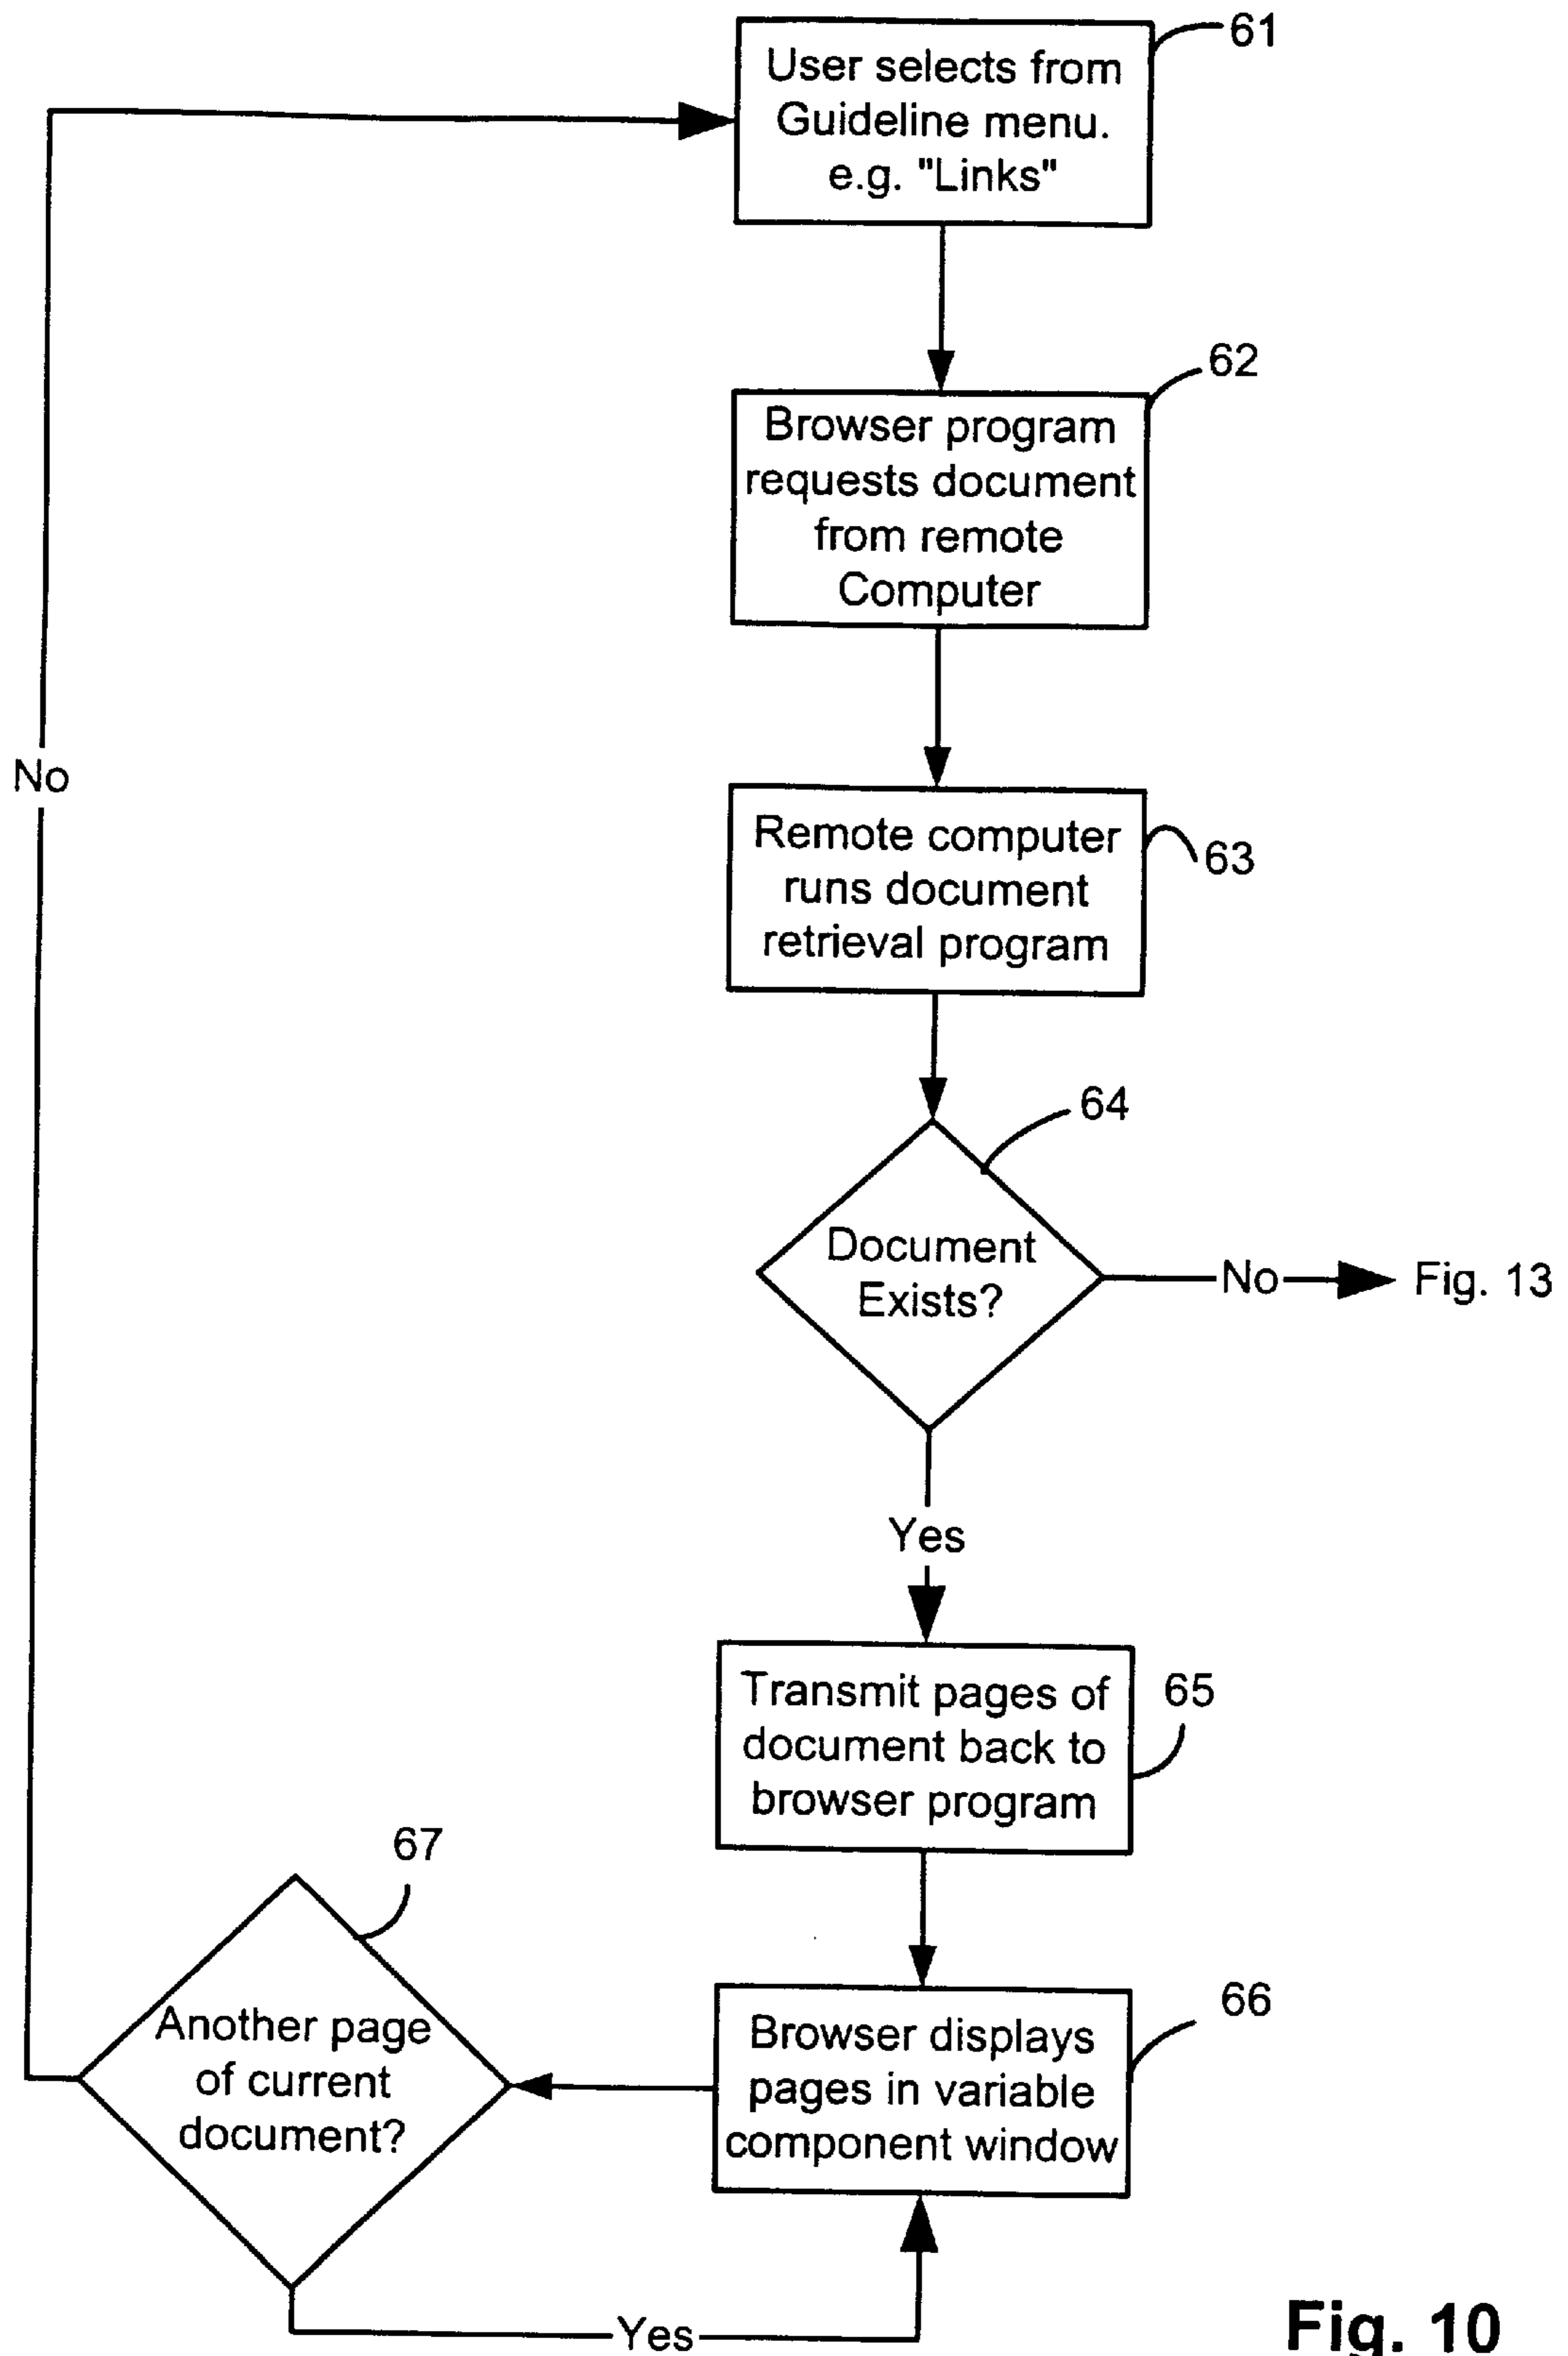 61
User selects from
Guideline menu.
e.g. "Links"
62
Browser program
requests document
from remote
Computer
No
Remote computer
runs document
retrieval program
63
64
Document
Exists?
No
Fig. 13
Yes
Transmit pages of
document back to
browser program
65
67
66
Browser displays
pages in variable
component window
Another page
of current
document?
Yes
Fig. 10